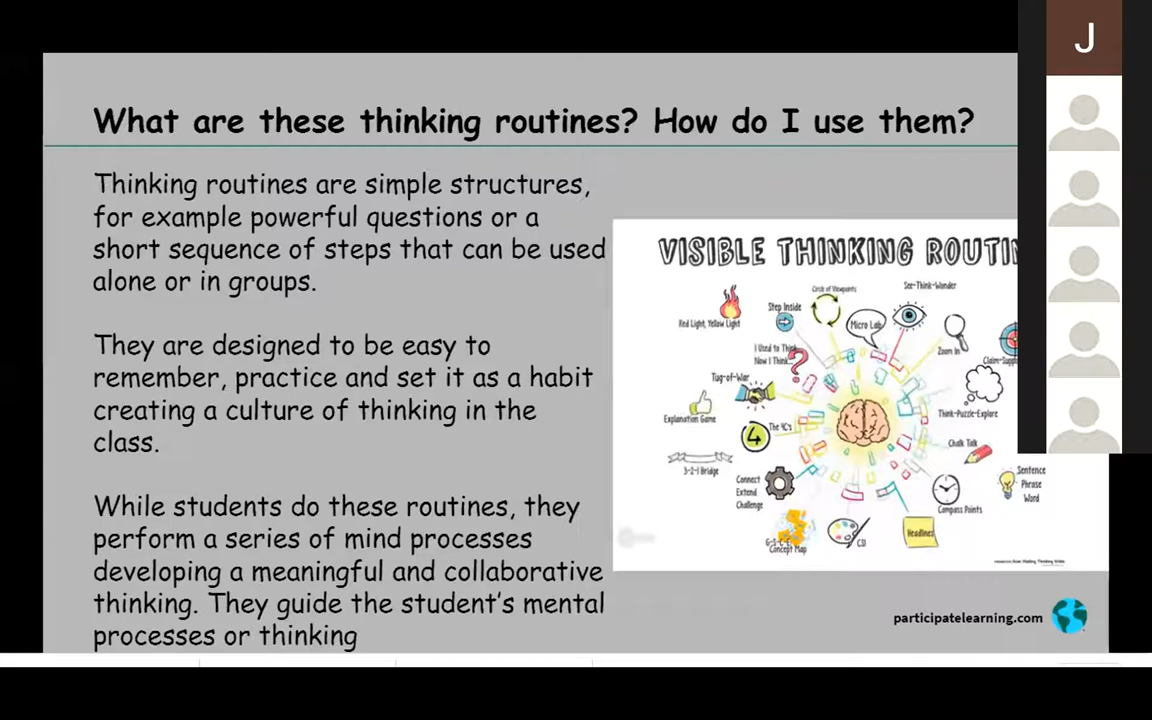 J
What are these thinking routines? How do I use them?
Thinking routines are simple structures,
for example powerful questions or a
short sequence of steps that can be used
alone or in groups.
They are designed to be easy to
remember, practice and set it as a habit
creating a culture of thinking in the
class.
While students do these routines, they
perform a series of mind processes
developing a meaningful and collaborative
thinking. They guide the student's mental
processes or thinking
VISIBLE THINKING ROUTIN
Circle of Viewpoints
See-Think-Wonder
Step Inside
Red Light, Yellow Light
Micro Lab
Zoom In
I Used to Think
Now I Think
Claim-Supp
Tug-of-War
Think-Puzzle-Explore
Explanation Game
4
The 4C's
Chalk Talk
3-2-1 Bridge
Connect
Extend
Challenge
Sentence
Phrase
Word
Compass Points
G-S-C-E
Concept Map
CSI
Headlines
participatelearning.com